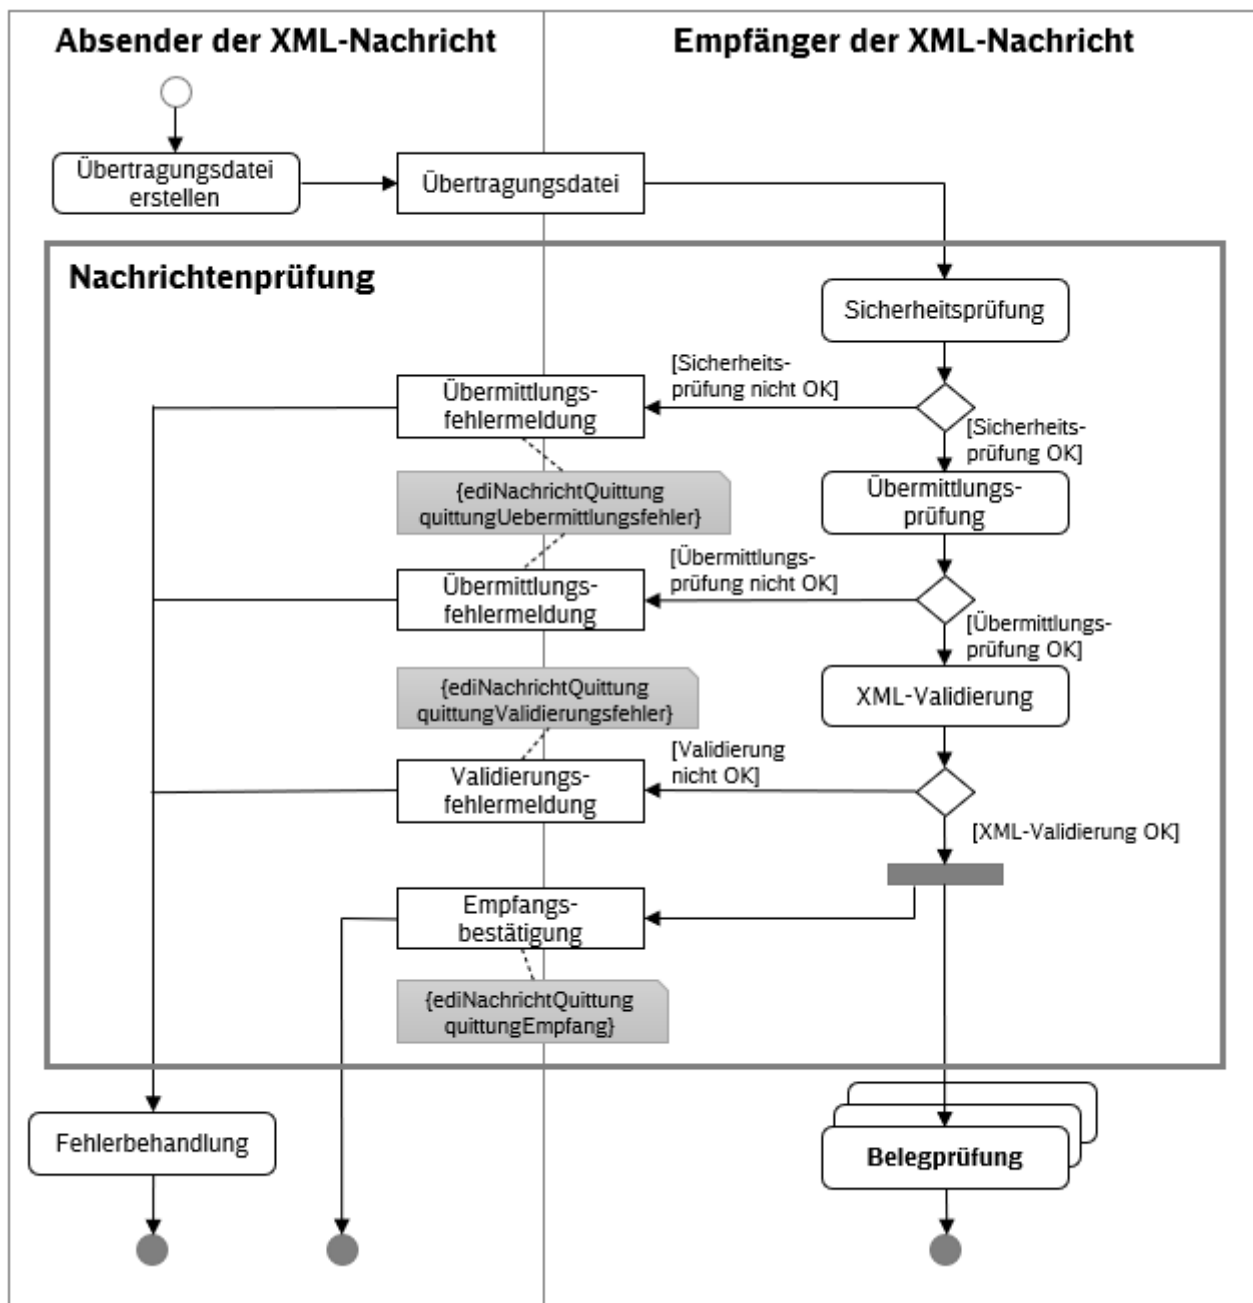 Absender der XML-Nachricht
Empfänger der XML-Nachricht
Übertragungsdatei
erstellen
Übertragungsdatei
Nachrichtenprüfung
Sicherheitsprüfung
[Sicherheits-
prüfung nicht OK]
Übermittlungs-
fehlermeldung
[Sicherheits-
prüfung OK]
{ediNachrichtQuittung
quittungUebermittlungsfehler}
Übermittlungs-
prüfung
[Übermittlungs-
prüfung nicht OK]
Übermittlungs-
fehlermeldung
[Übermittlungs-
prüfung OK]
{ediNachrichtQuittung
quittungValidierungsfehler}
XML-Validierung
[Validierung
nicht OK]
Validierungs-
fehlermeldung
[XML-Validierung OK]
Empfangs-
bestätigung
{ediNachrichtQuittung
quittungEmpfang}
Fehlerbehandlung
Belegprüfung